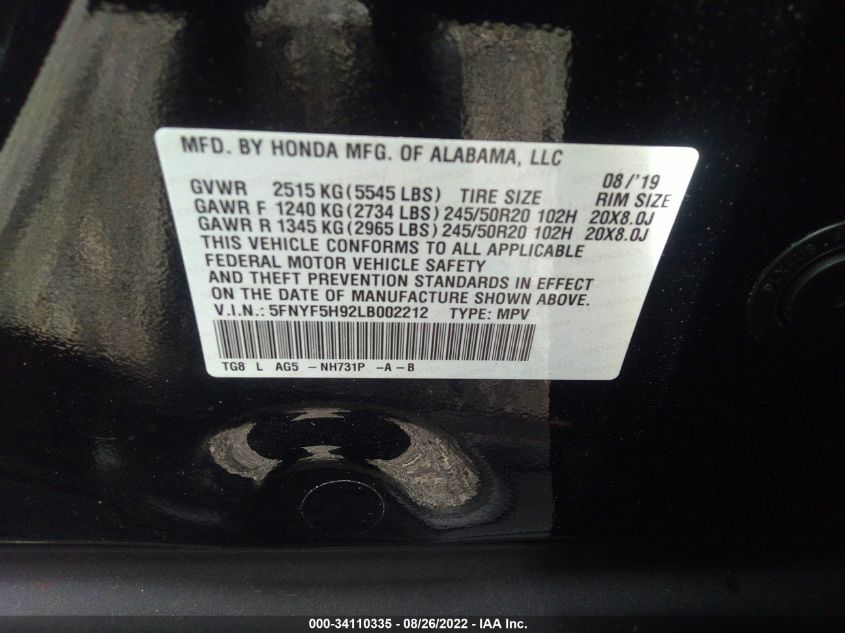 MFD. BY HONDA MFG. OF ALABAMA, LLC
08/'19
GVWR 2515 KG (5545 LBS) TIRE SIZE RIM SIZE
GAWR F 1240 KG (2734 LBS) 245/50R20 102H 20X8.0J
GAWR R 1345 KG (2965 LBS) 245/50R20 102H 20X8.0J
THIS VEHICLE CONFORMS TO ALL APPLICABLE
FEDERAL MOTOR VEHICLE SAFETY
AND THEFT PREVENTION STANDARDS IN EFFECT
ON THE DATE OF MANUFACTURE SHOWN ABOVE.
V.I.N.: 5FNYF5H92LB002212 TYPE: MPV
TG8 L AG5 - NH731P - A - B
000-34110335 - 08/26/2022 - IAA Inc.